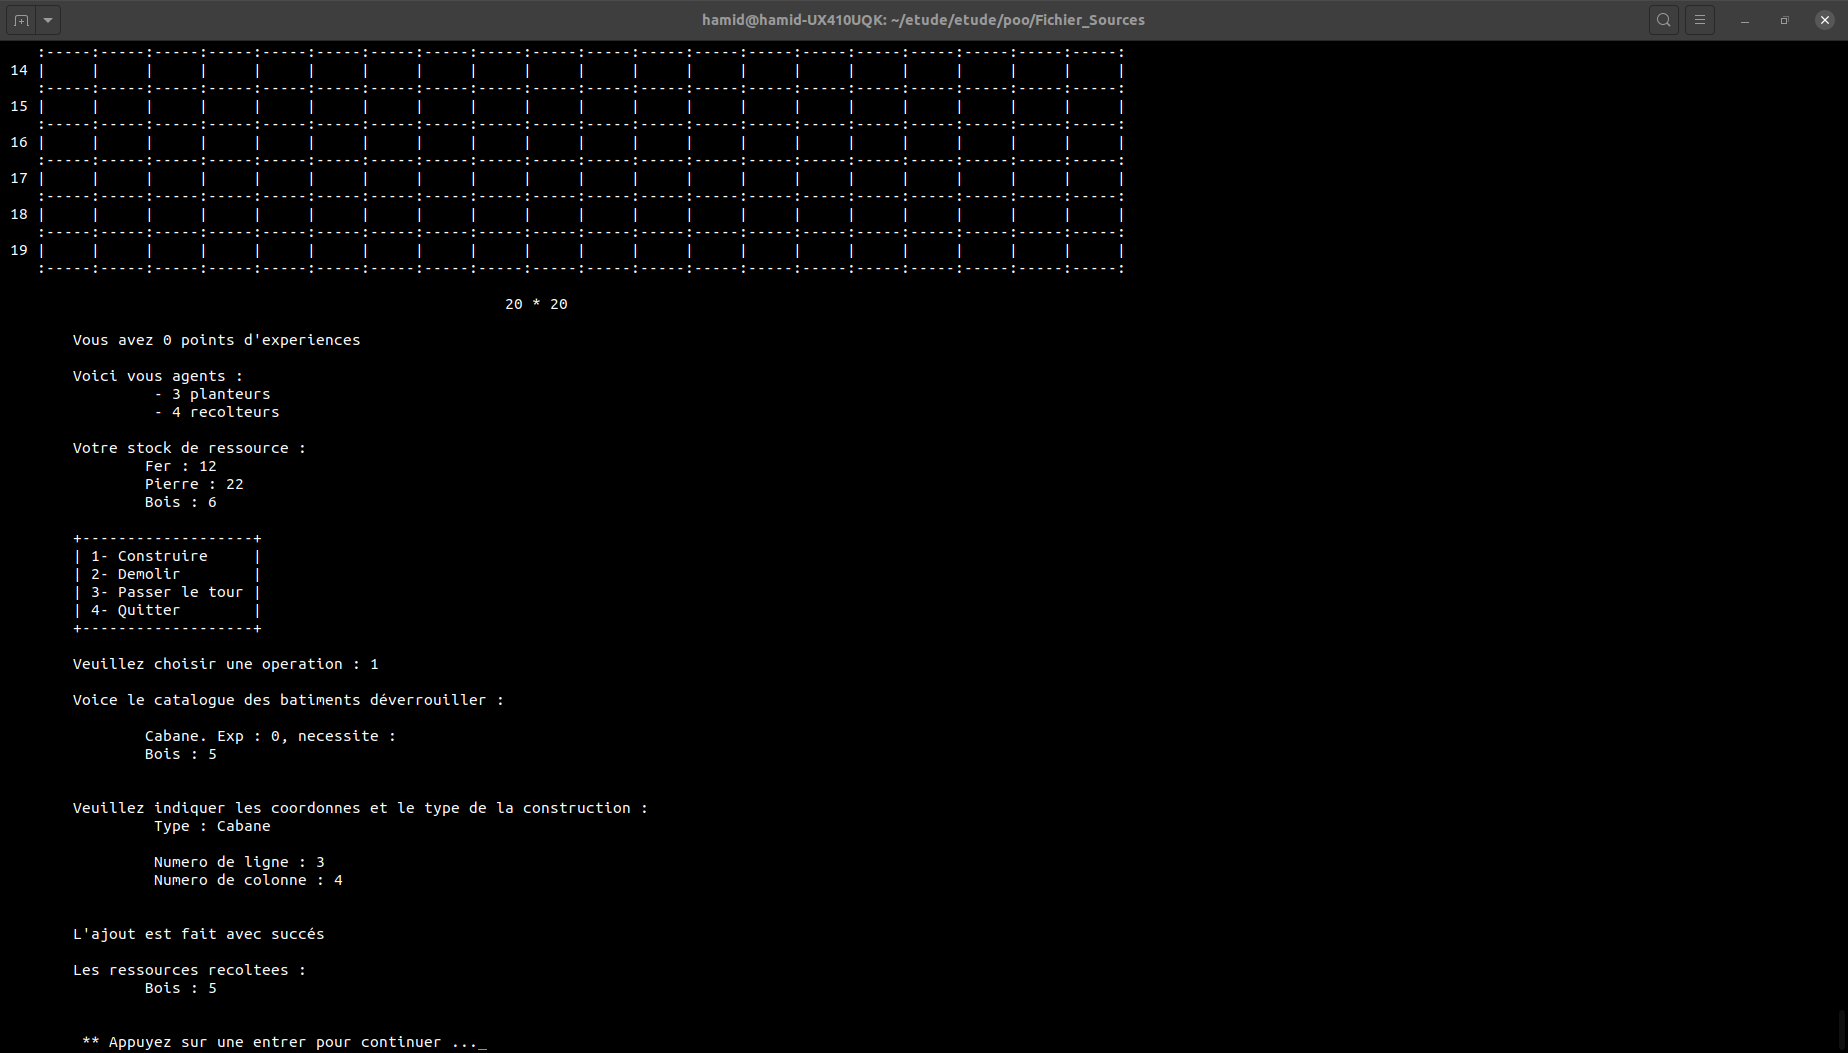 hamid@hamid-UX410UQK: ~/etude/etude/poo/Fichier_Sources
:-----:-----:-----:-----:-----:-----:-----:-----:-----:-----:-----:-----:-----:-----:-----:-----:-----:-----:-----:-----:
14 |     |     |     |     |     |     |     |     |     |     |     |     |     |     |     |     |     |     |     |     |
:-----:-----:-----:-----:-----:-----:-----:-----:-----:-----:-----:-----:-----:-----:-----:-----:-----:-----:-----:-----:
15 |     |     |     |     |     |     |     |     |     |     |     |     |     |     |     |     |     |     |     |     |
:-----:-----:-----:-----:-----:-----:-----:-----:-----:-----:-----:-----:-----:-----:-----:-----:-----:-----:-----:-----:
16 |     |     |     |     |     |     |     |     |     |     |     |     |     |     |     |     |     |     |     |     |
:-----:-----:-----:-----:-----:-----:-----:-----:-----:-----:-----:-----:-----:-----:-----:-----:-----:-----:-----:-----:
17 |     |     |     |     |     |     |     |     |     |     |     |     |     |     |     |     |     |     |     |     |
:-----:-----:-----:-----:-----:-----:-----:-----:-----:-----:-----:-----:-----:-----:-----:-----:-----:-----:-----:-----:
18 |     |     |     |     |     |     |     |     |     |     |     |     |     |     |     |     |     |     |     |     |
:-----:-----:-----:-----:-----:-----:-----:-----:-----:-----:-----:-----:-----:-----:-----:-----:-----:-----:-----:-----:
19 |     |     |     |     |     |     |     |     |     |     |     |     |     |     |     |     |     |     |     |     |
:-----:-----:-----:-----:-----:-----:-----:-----:-----:-----:-----:-----:-----:-----:-----:-----:-----:-----:-----:-----:
20 * 20
Vous avez 0 points d'experiences
Voici vous agents :
- 3 planteurs
- 4 recolteurs
Votre stock de ressource :
Fer : 12
Pierre : 22
Bois : 6
+-------------------+
| 1- Construire     |
| 2- Demolir        |
| 3- Passer le tour |
| 4- Quitter        |
+-------------------+
Veuillez choisir une operation : 1
Voice le catalogue des batiments déverrouiller :
Cabane. Exp : 0, necessite :
Bois : 5
Veuillez indiquer les coordonnes et le type de la construction :
Type : Cabane
Numero de ligne : 3
Numero de colonne : 4
L'ajout est fait avec succés
Les ressources recoltees :
Bois : 5
** Appuyez sur une entrer pour continuer ..._